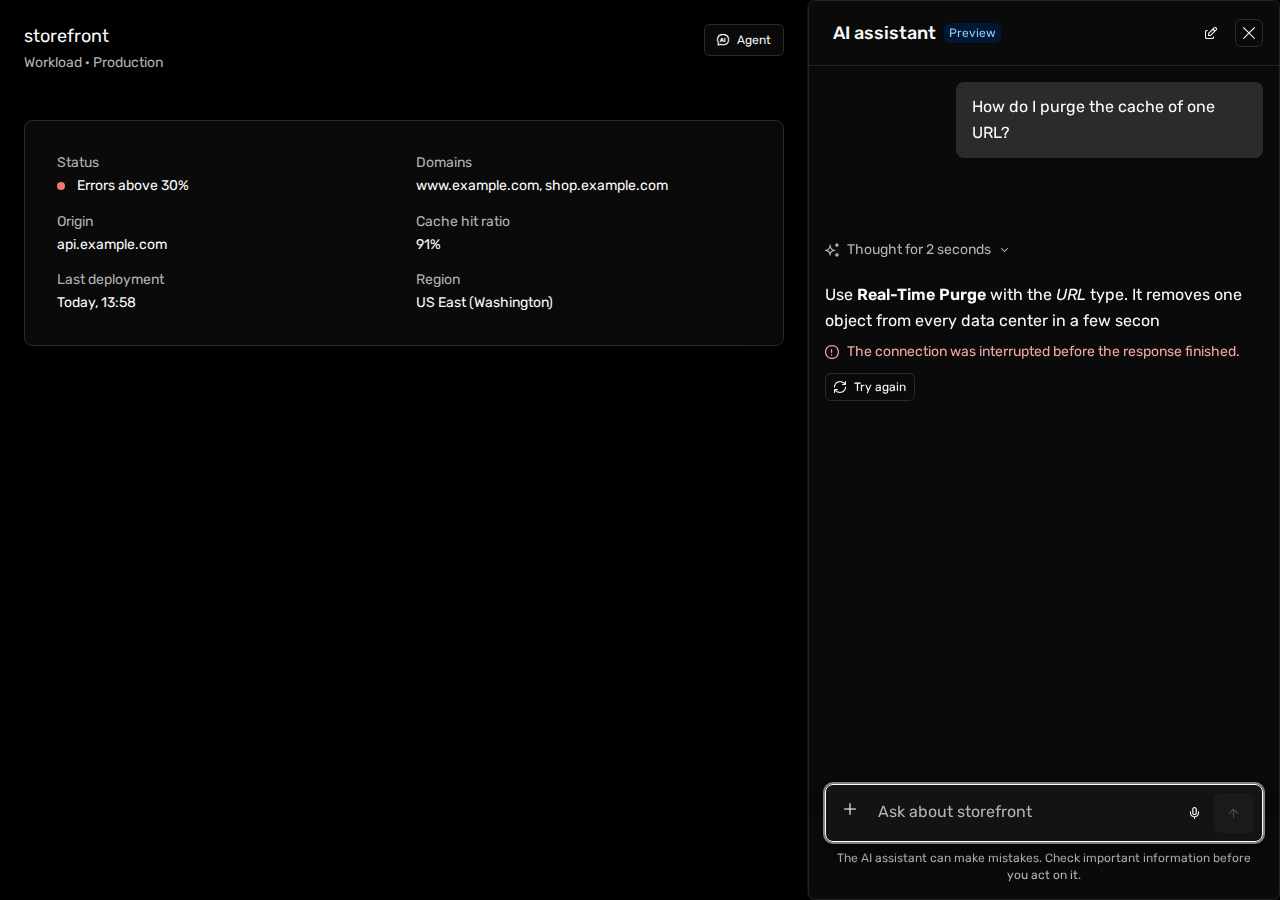 storefront
Workload • Production
Agent
Status
Errors above 30%
Domains
www.example.com, shop.example.com
Origin
api.example.com
Cache hit ratio
91%
Last deployment
Today, 13:58
Region
US East (Washington)
AI assistant
Preview
How do I purge the cache of one
URL?
Thought for 2 seconds
Use Real-Time Purge with the URL type. It removes one
object from every data center in a few secon
The connection was interrupted before the response finished.
Try again
Ask about storefront
The AI assistant can make mistakes. Check important information before
you act on it.